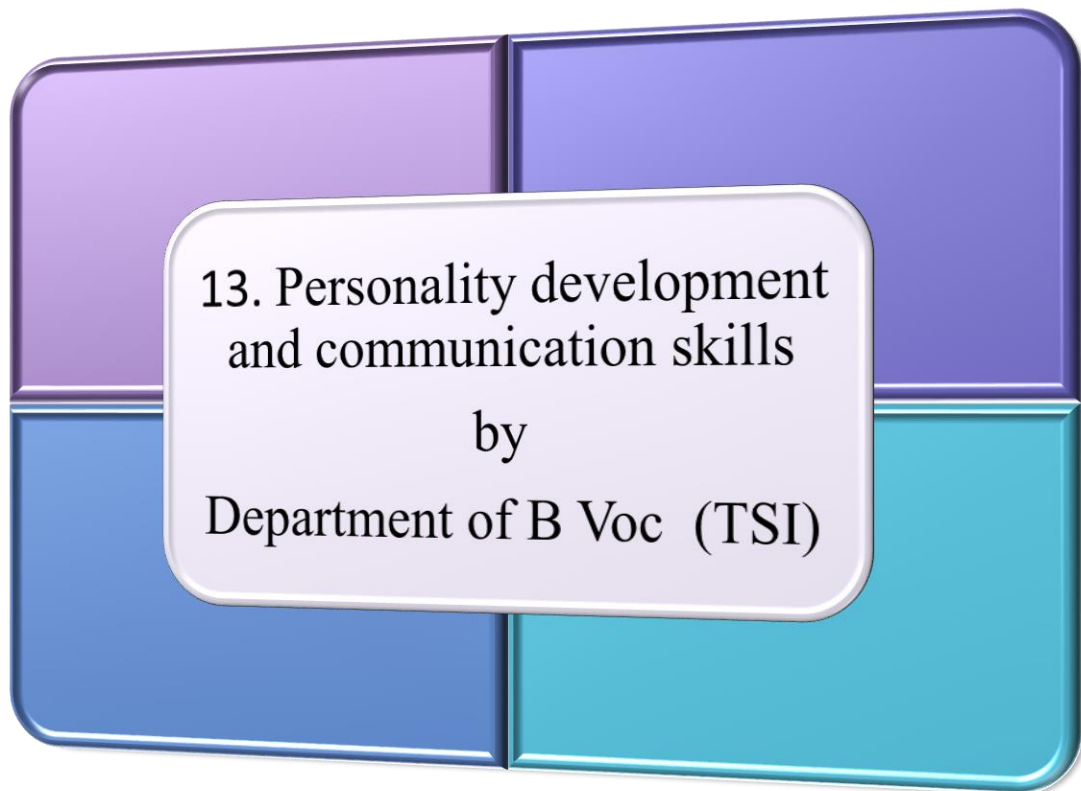 13. Personality development
and communication skills
by
Department of B Voc (TSI)